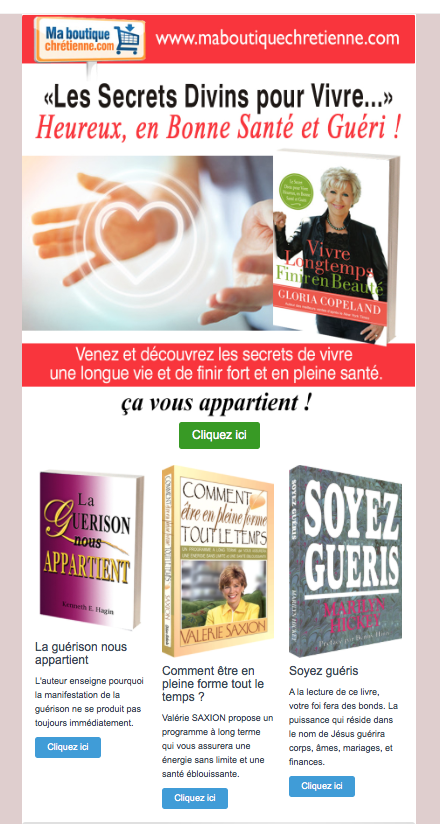 Ma boutique
chrétienne.com
www.maboutiquechretienne.com
«Les Secrets Divins pour Vivre...»
Heureux, en Bonne Santé et Guéri !
Vivre
Longtemps
Finir en Beauté
GLORIA COPELAND
Venez et découvrez les secrets de vivre
une longue vie et de finir fort et en pleine santé.
ça vous appartient !
Cliquez ici
La
GUERISON
nous
APPARTIENT
Kenneth E. Hagin
La guérison nous
appartient
L'auteur enseigne pourquoi
la manifestation de la
guérison ne se produit pas
toujours immédiatement.
Cliquez ici
COMMENT
être en pleine forme
TOUT LE TEMPS
VALERIE SAXION
Comment être en
pleine forme tout le
temps ?
Valérie SAXION propose un
programme à long terme
qui vous assurera une
énergie sans limite et une
santé éblouissante.
Cliquez ici
SOYEZ GUERIS
MARILYN HICKEY
SOYEZ
GUERIS
MARILYN
HICKEY
Soyez guéris
A la lecture de ce livre,
votre foi fera des bonds. La
puissance qui réside dans
le nom de Jésus guérira
corps, âmes, mariages, et
finances.
Cliquez ici